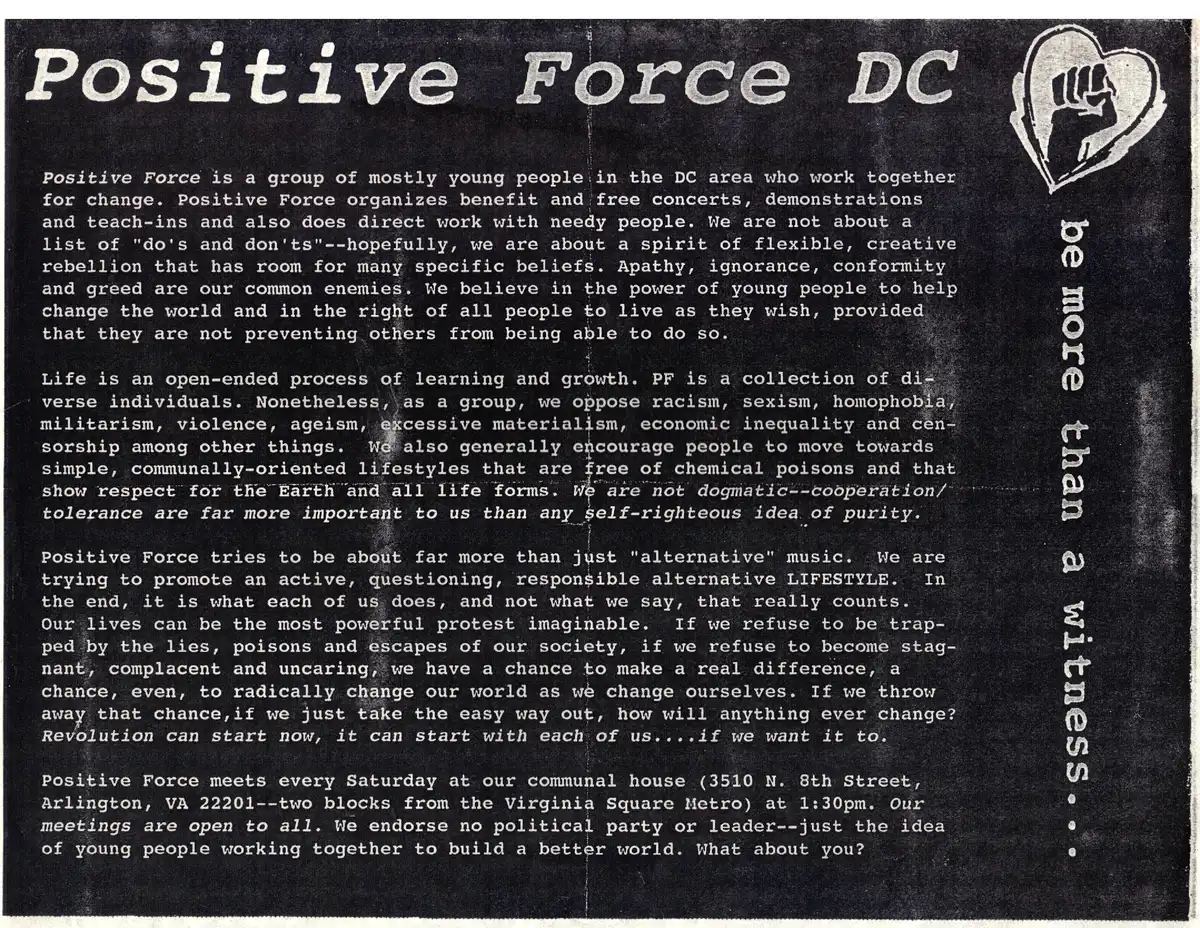 Positive Force DC
Positive Force is a group of mostly young people in the DC area who work together
for change. Positive Force organizes benefit and free concerts, demonstrations
and teach-ins and also does direct work with needy people. We are not about a
list of "do's and don'ts"--hopefully, we are about a spirit of flexible, creative
rebellion that has room for many specific beliefs. Apathy, ignorance, conformity
and greed are our common enemies. We believe in the power of young people to help
change the world and in the right of all people to live as they wish, provided
that they are not preventing others from being able to do so.
Life is an open-ended process of learning and growth. PF is a collection of di-
verse individuals. Nonetheless, as a group, we oppose racism, sexism, homophobia,
militarism, violence, ageism, excessive materialism, economic inequality and cen-
sorship among other things.  We also generally encourage people to move towards
simple, communally-oriented lifestyles that are free of chemical poisons and that
show respect for the Earth and all life forms. We are not dogmatic--cooperation/
tolerance are far more important to us than any self-righteous idea of purity.
Positive Force tries to be about far more than just "alternative" music.  We are
trying to promote an active, questioning, responsible alternative LIFESTYLE.  In
the end, it is what each of us does, and not what we say, that really counts.
Our lives can be the most powerful protest imaginable.  If we refuse to be trap-
ped by the lies, poisons and escapes of our society, if we refuse to become stag-
nant, complacent and uncaring, we have a chance to make a real difference, a
chance, even, to radically change our world as we change ourselves. If we throw
away that chance,if we just take the easy way out, how will anything ever change?
Revolution can start now, it can start with each of us....if we want it to.
Positive Force meets every Saturday at our communal house (3510 N. 8th Street,
Arlington, VA 22201--two blocks from the Virginia Square Metro) at 1:30pm. Our
meetings are open to all. We endorse no political party or leader--just the idea
of young people working together to build a better world. What about you?
be more than a witness...